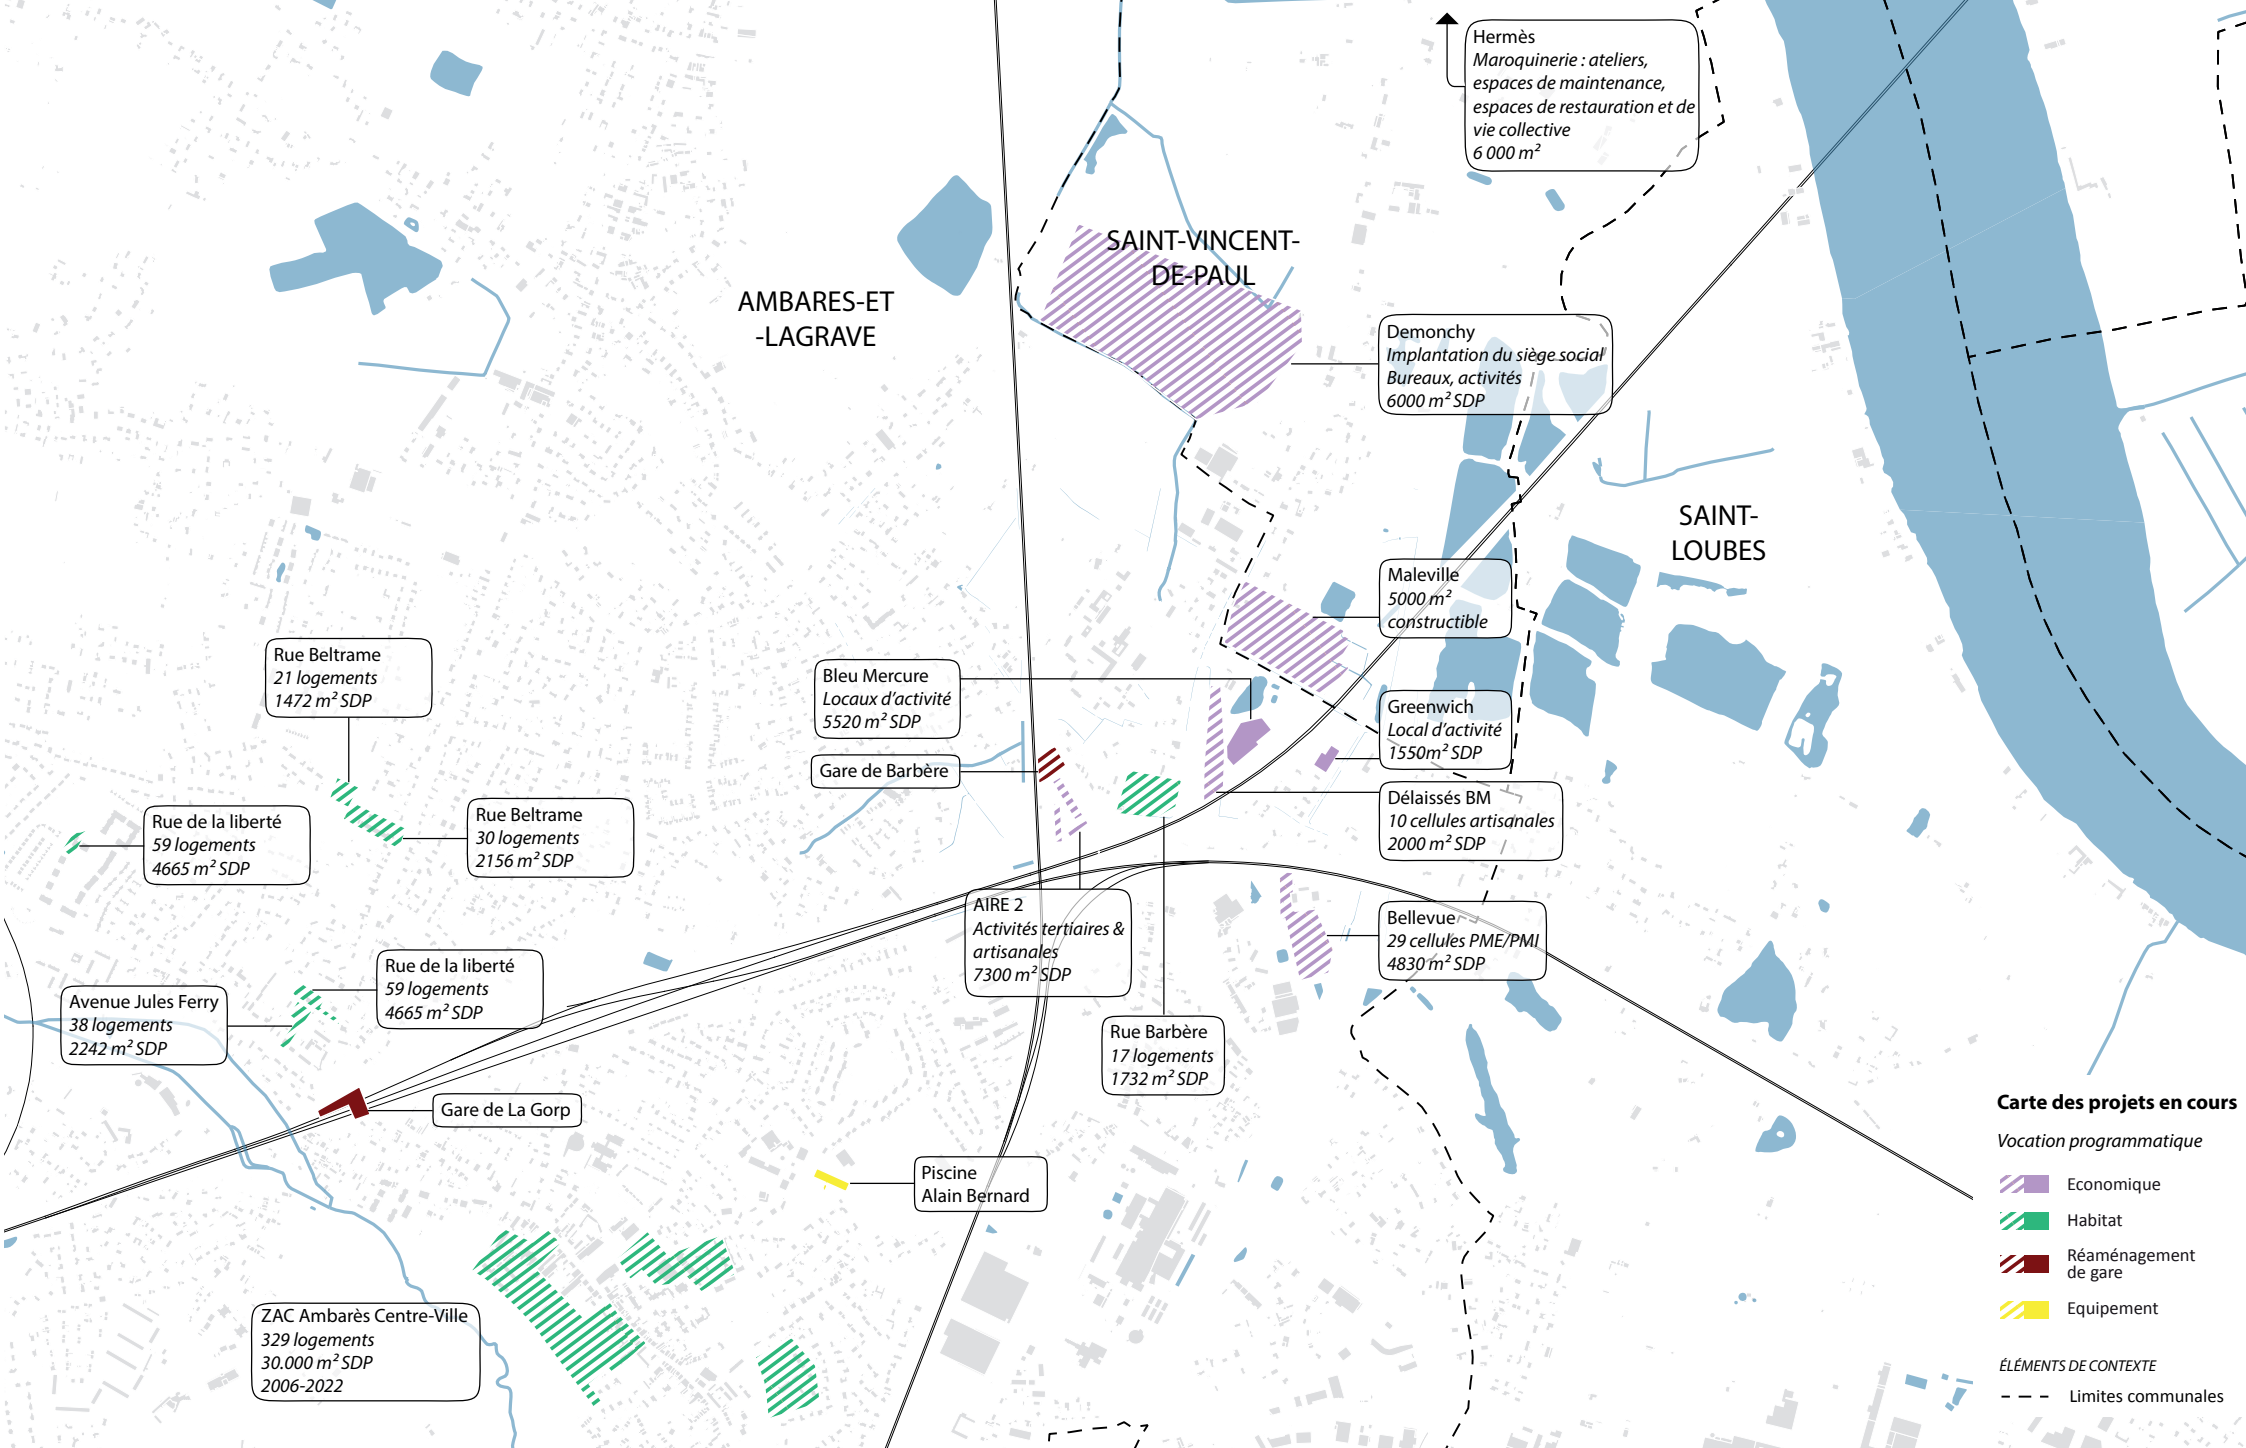 Hermès
Maroquinerie : ateliers,
espaces de maintenance,
espaces de restauration et de
vie collective
6 000 m²
SAINT-VINCENT-
DE-PAUL
AMBARES-ET
-LAGRAVE
Demonchy
Implantation du siège social
Bureaux, activités
6000 m² SDP
SAINT-
LOUBES
Maleville
5000 m²
constructible
Rue Beltrame
21 logements
1472 m² SDP
Bleu Mercure
Locaux d'activité
5520 m² SDP
Greenwich
Local d'activité
1550m² SDP
Gare de Barbère
Délaissés BM
10 cellules artisanales
2000 m² SDP
Rue de la liberté
59 logements
4665 m² SDP
Rue Beltrame
30 logements
2156 m² SDP
AIRE 2
Activités tertiaires &
artisanales
7300 m² SDP
Bellevue
29 cellules PME/PMI
4830 m² SDP
Rue de la liberté
59 logements
4665 m² SDP
Avenue Jules Ferry
38 logements
2242 m² SDP
Rue Barbère
17 logements
1732 m² SDP
Gare de La Gorp
Piscine
Alain Bernard
ZAC Ambarès Centre-Ville
329 logements
30.000 m² SDP
2006-2022
Carte des projets en cours
Vocation programmatique
Economique
Habitat
Réaménagement
de gare
Equipement
ÉLÉMENTS DE CONTEXTE
Limites communales